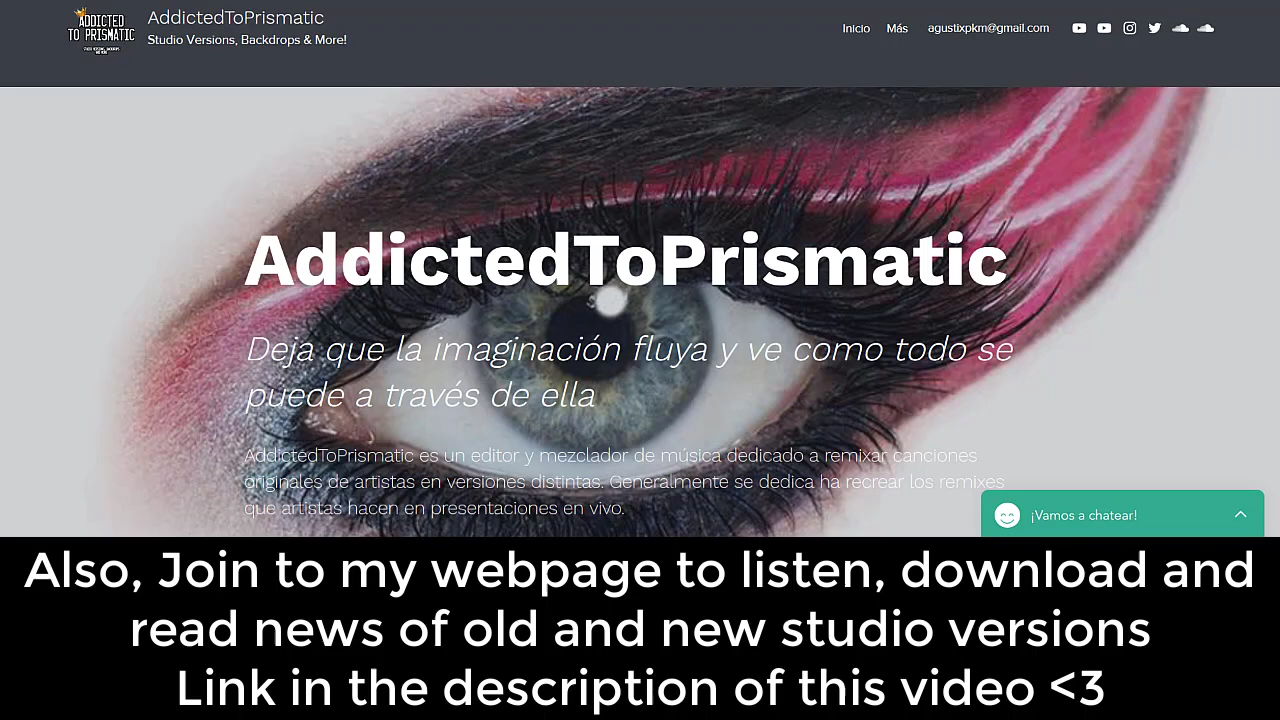 ADDICTED
TO PRISMATIC
AddictedToPrismatic
Studio Versions, Backdrops & More!
Inicio Más agustixpkm@gmail.com
AddictedToPrismatic
Deja que la imaginación fluya y ve como todo se
puede a través de ella
AddictedToPrismatic es un editor y mezclador de música dedicado a remixar canciones
originales de artistas en versiones distintas. Generalmente se dedica ha recrear los remixes
que artistas hacen en presentaciones en vivo.
¡Vamos a chatear!
Also, Join to my webpage to listen, download and
read news of old and new studio versions
Link in the description of this video <3